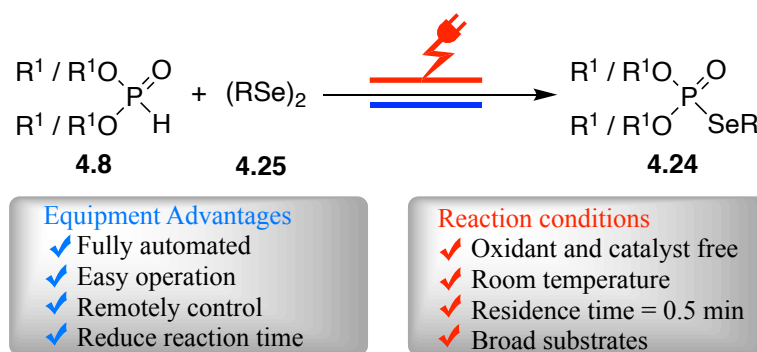 R¹ / R¹O
O
P
H
R¹ / R¹O
+ (RSe)₂
R¹ / R¹O
O
P
SeR
R¹ / R¹O
4.8
4.25
4.24
Equipment Advantages
Fully automated
Easy operation
Remotely control
Reduce reaction time
Reaction conditions
Oxidant and catalyst free
Room temperature
Residence time = 0.5 min
Broad substrates